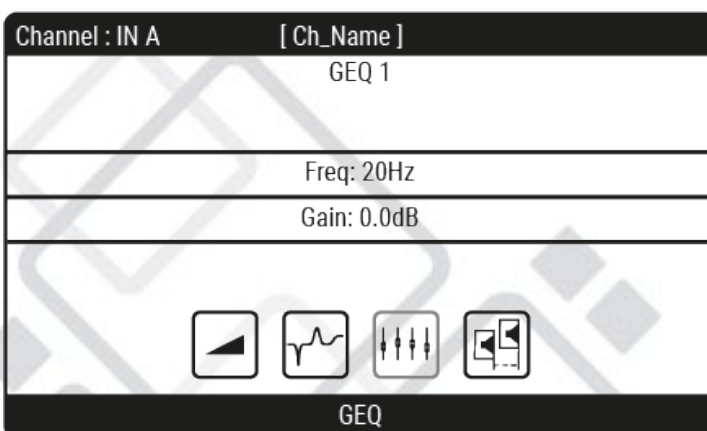 Channel : IN A [ Ch_Name ]
GEQ 1
Freq: 20Hz
Gain: 0.0dB
GEQ